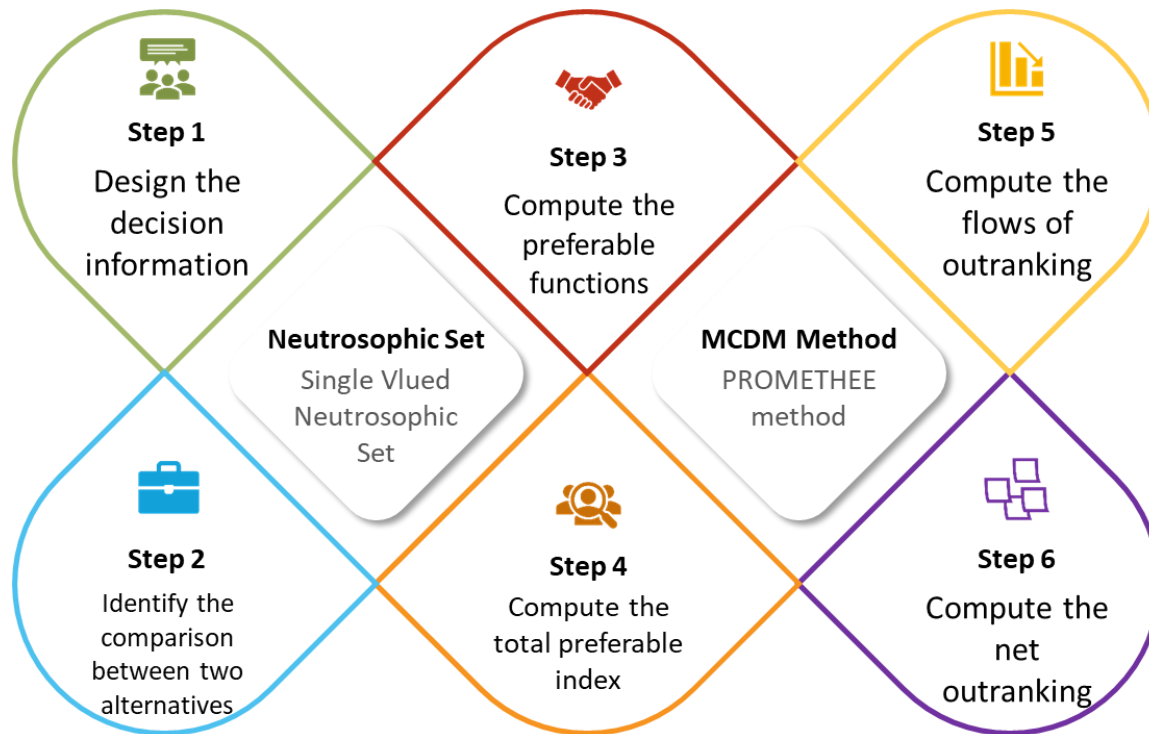 Step 1
Design the
decision
information
Step 2
Identify the
comparison
between two
alternatives
Neutrosophic Set
Single Vlued
Neutrosophic
Set
Step 3
Compute the
preferable
functions
Step 4
Compute the
total preferable
index
MCDM Method
PROMETHEE
method
Step 5
Compute the
flows of
outranking
Step 6
Compute the
net
outranking